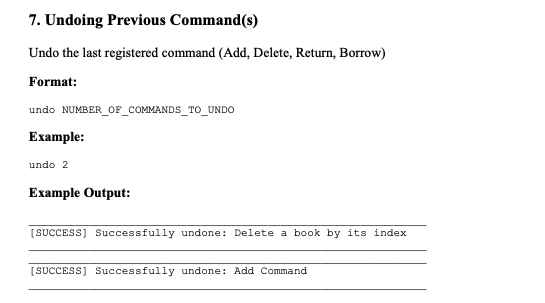 7. Undoing Previous Command(s)
Undo the last registered command (Add, Delete, Return, Borrow)
Format:
undo NUMBER_OF_COMMANDS_TO_UNDO
Example:
undo 2
Example Output:
[SUCCESS] Successfully undone: Delete a book by its index
[SUCCESS] Successfully undone: Add Command